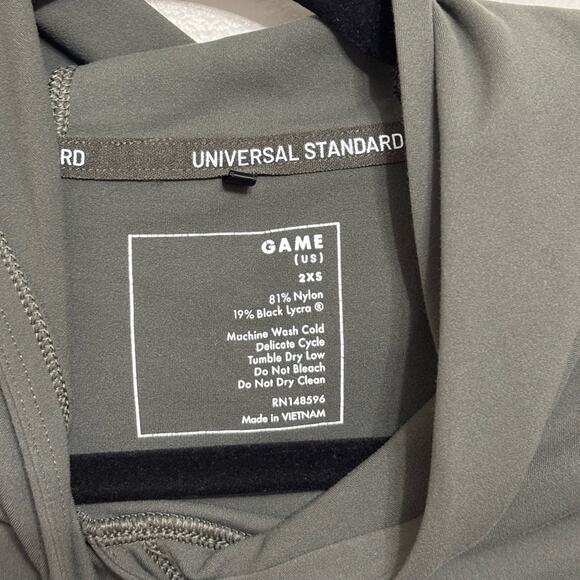 RD UNIVERSAL STANDARD
GAME
(US)
2XS
81% Nylon
19% Black Lycra ®
Machine Wash Cold
Delicate Cycle
Tumble Dry Low
Do Not Bleach
Do Not Dry Clean
RN148596
Made in VIETNAM